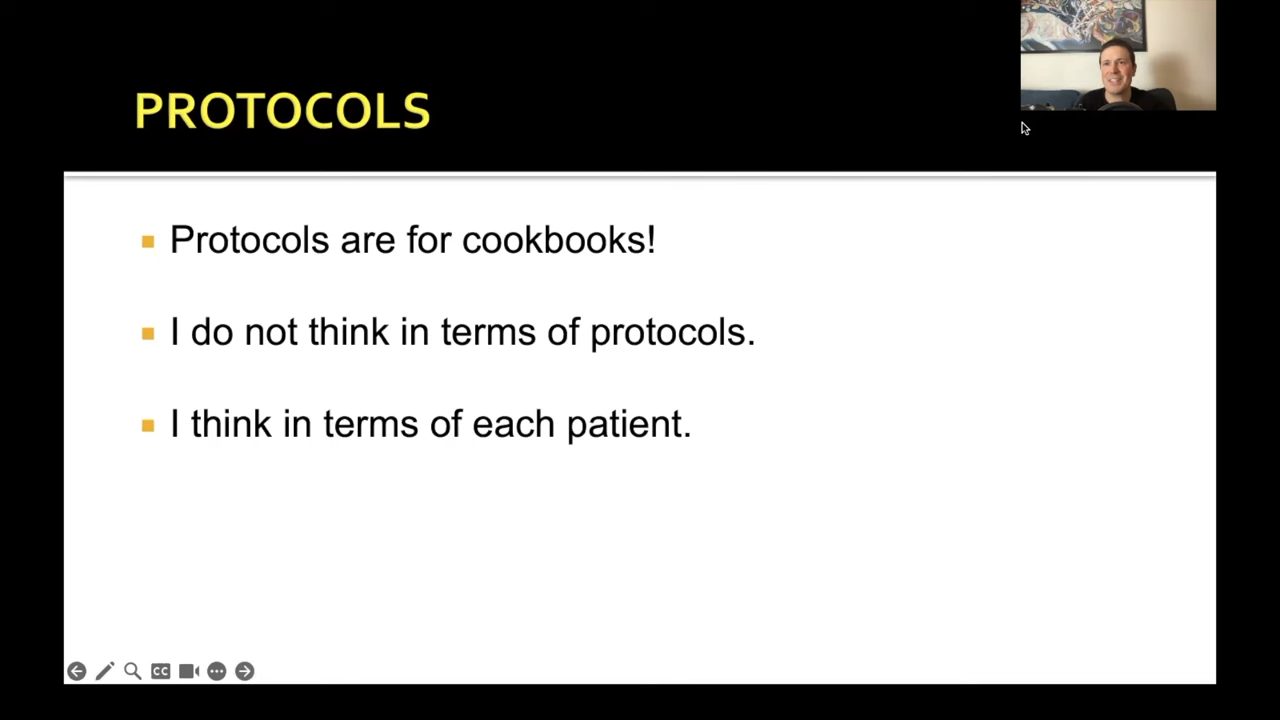 PROTOCOLS
Protocols are for cookbooks!
I do not think in terms of protocols.
I think in terms of each patient.
CC